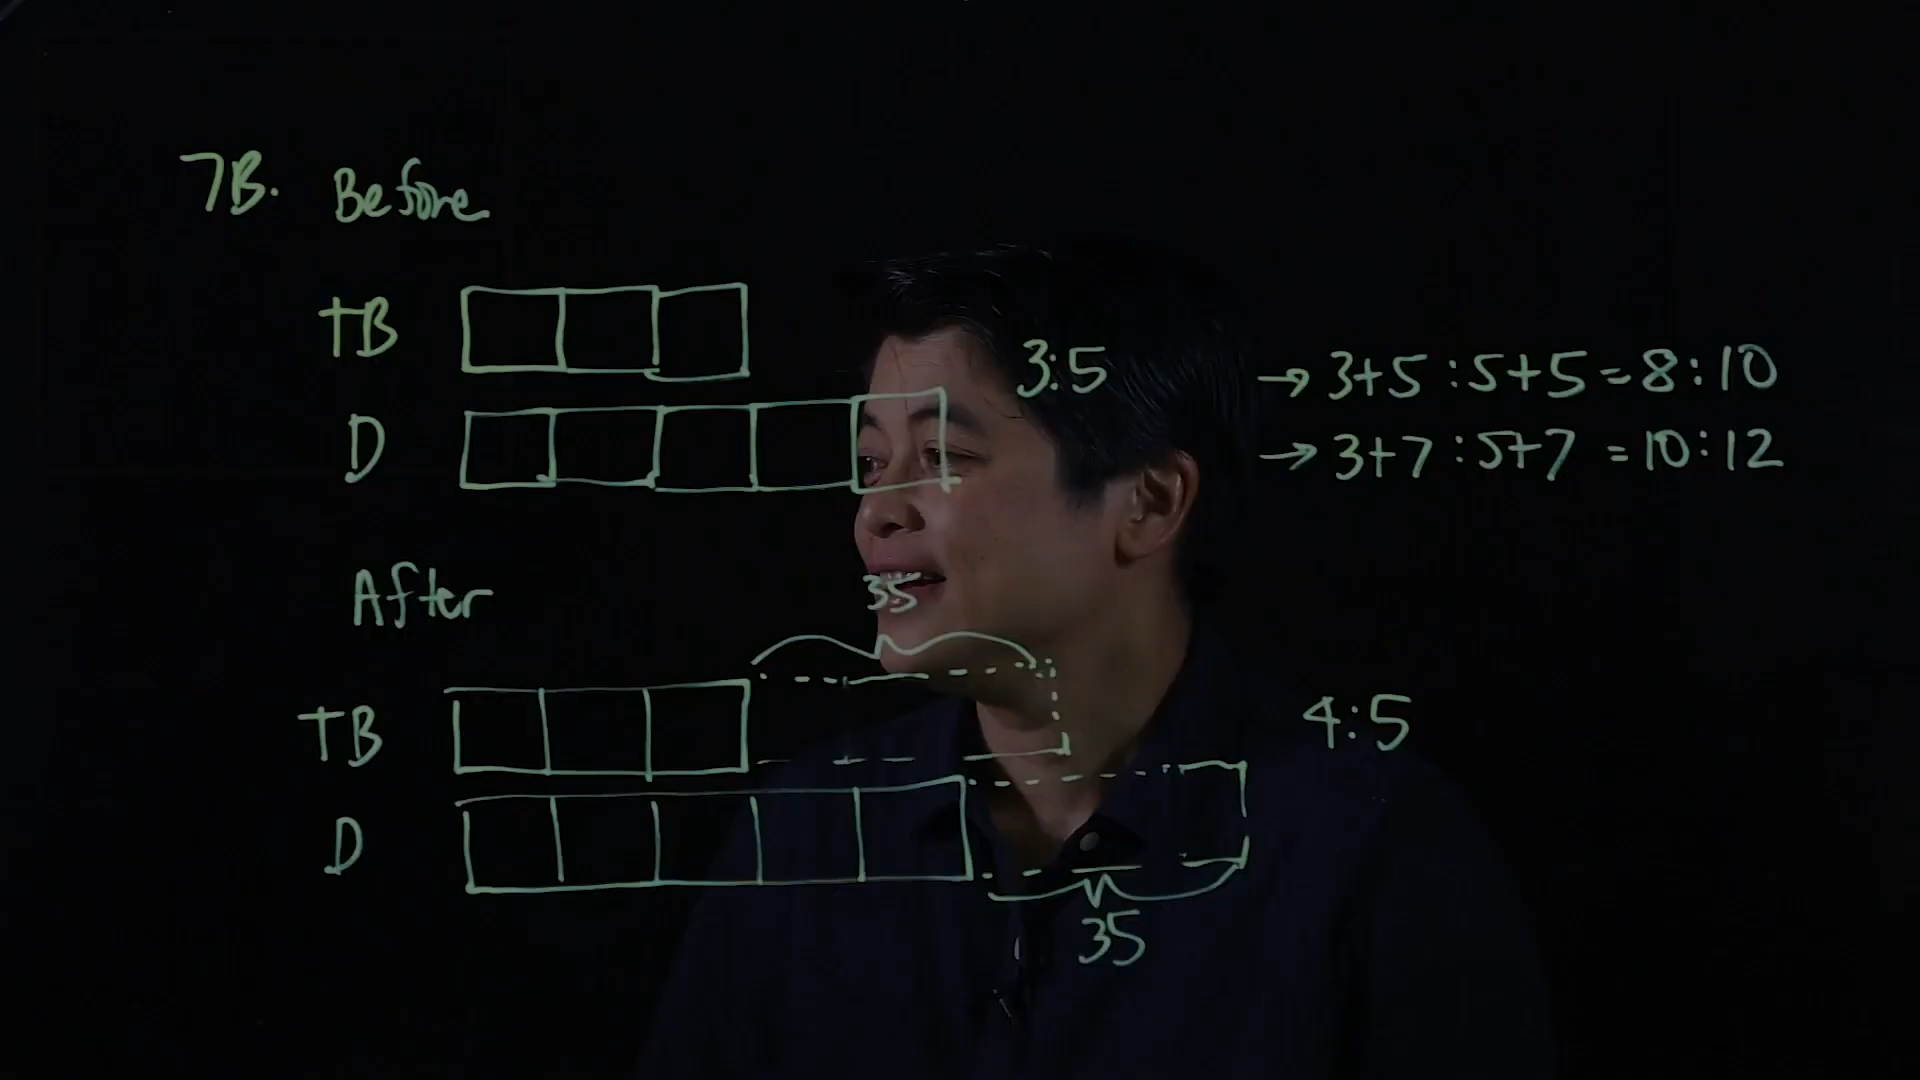 7B. Before
TB
3:5
→ 3+5 : 5+5 = 8 : 10
D
→ 3+7 : 5+7 = 10 : 12
After
35
TB
4:5
D
35